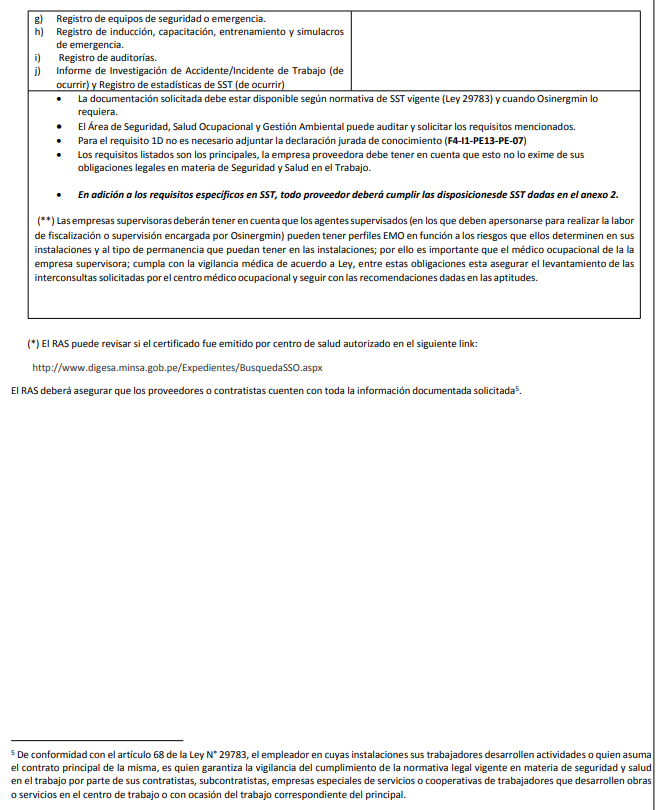 g) Registro de equipos de seguridad o emergencia.
h) Registro de inducción, capacitación, entrenamiento y simulacros
de emergencia.
i) Registro de auditorías.
j) Informe de Investigación de Accidente/Incidente de Trabajo (de
ocurrir) y Registro de estadísticas de SST (de ocurrir)
• La documentación solicitada debe estar disponible según normativa de SST vigente (Ley 29783) y cuando Osinergmin lo
requiera.
• El Área de Seguridad, Salud Ocupacional y Gestión Ambiental puede auditar y solicitar los requisitos mencionados.
• Para el requisito 1D no es necesario adjuntar la declaración jurada de conocimiento (F4-I1-PE13-PE-07)
• Los requisitos listados son los principales, la empresa proveedora debe tener en cuenta que esto no lo exime de sus
obligaciones legales en materia de Seguridad y Salud en el Trabajo.
• En adición a los requisitos específicos en SST, todo proveedor deberá cumplir las disposicionesde SST dadas en el anexo 2.
(**) Las empresas supervisoras deberán tener en cuenta que los agentes supervisados (en los que deben apersonarse para realizar la labor
de fiscalización o supervisión encargada por Osinergmin) pueden tener perfiles EMO en función a los riesgos que ellos determinen en sus
instalaciones y al tipo de permanencia que puedan tener en las instalaciones; por ello es importante que el médico ocupacional de la la
empresa supervisora; cumpla con la vigilancia médica de acuerdo a Ley, entre estas obligaciones esta asegurar el levantamiento de las
interconsultas solicitadas por el centro médico ocupacional y seguir con las recomendaciones dadas en las aptitudes.
(*) El RAS puede revisar si el certificado fue emitido por centro de salud autorizado en el siguiente link:
http://www.digesa.minsa.gob.pe/Expedientes/BusquedaSSO.aspx
El RAS deberá asegurar que los proveedores o contratistas cuenten con toda la información documentada solicitada⁵.
⁵ De conformidad con el artículo 68 de la Ley N° 29783, el empleador en cuyas instalaciones sus trabajadores desarrollen actividades o quien asuma
el contrato principal de la misma, es quien garantiza la vigilancia del cumplimiento de la normativa legal vigente en materia de seguridad y salud
en el trabajo por parte de sus contratistas, subcontratistas, empresas especiales de servicios o cooperativas de trabajadores que desarrollen obras
o servicios en el centro de trabajo o con ocasión del trabajo correspondiente del principal.